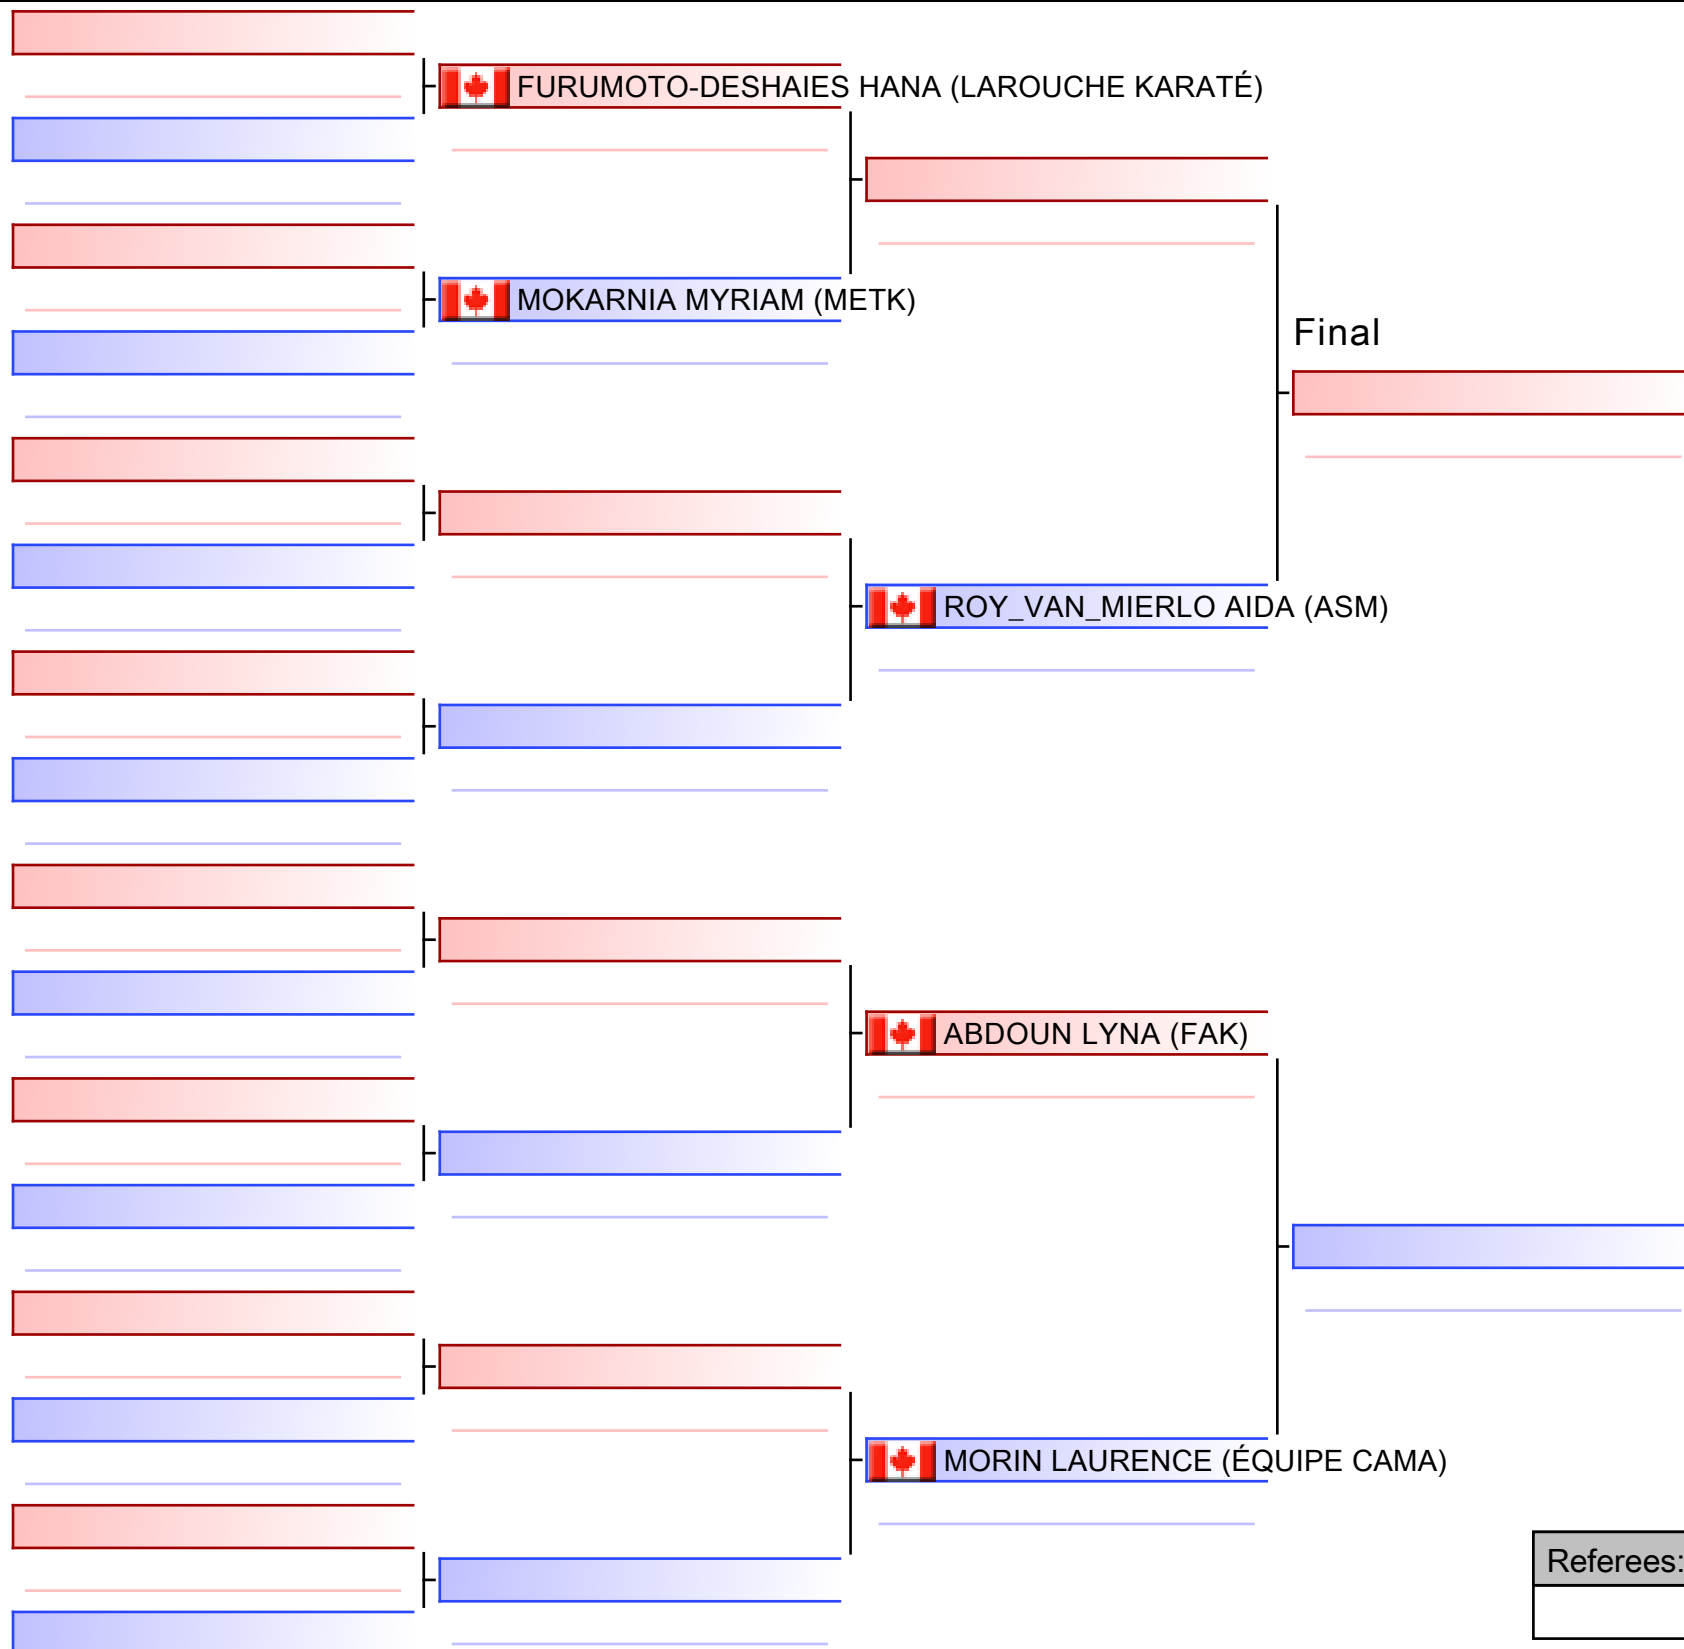 FURUMOTO-DESHAIES HANA (LAROUCHE KARATÉ)
MOKARNIA MYRIAM (METK)
Final
ROY_VAN_MIERLO AIDA (ASM)
ABDOUN LYNA (FAK)
MORIN LAURENCE (ÉQUIPE CAMA)
Referees: